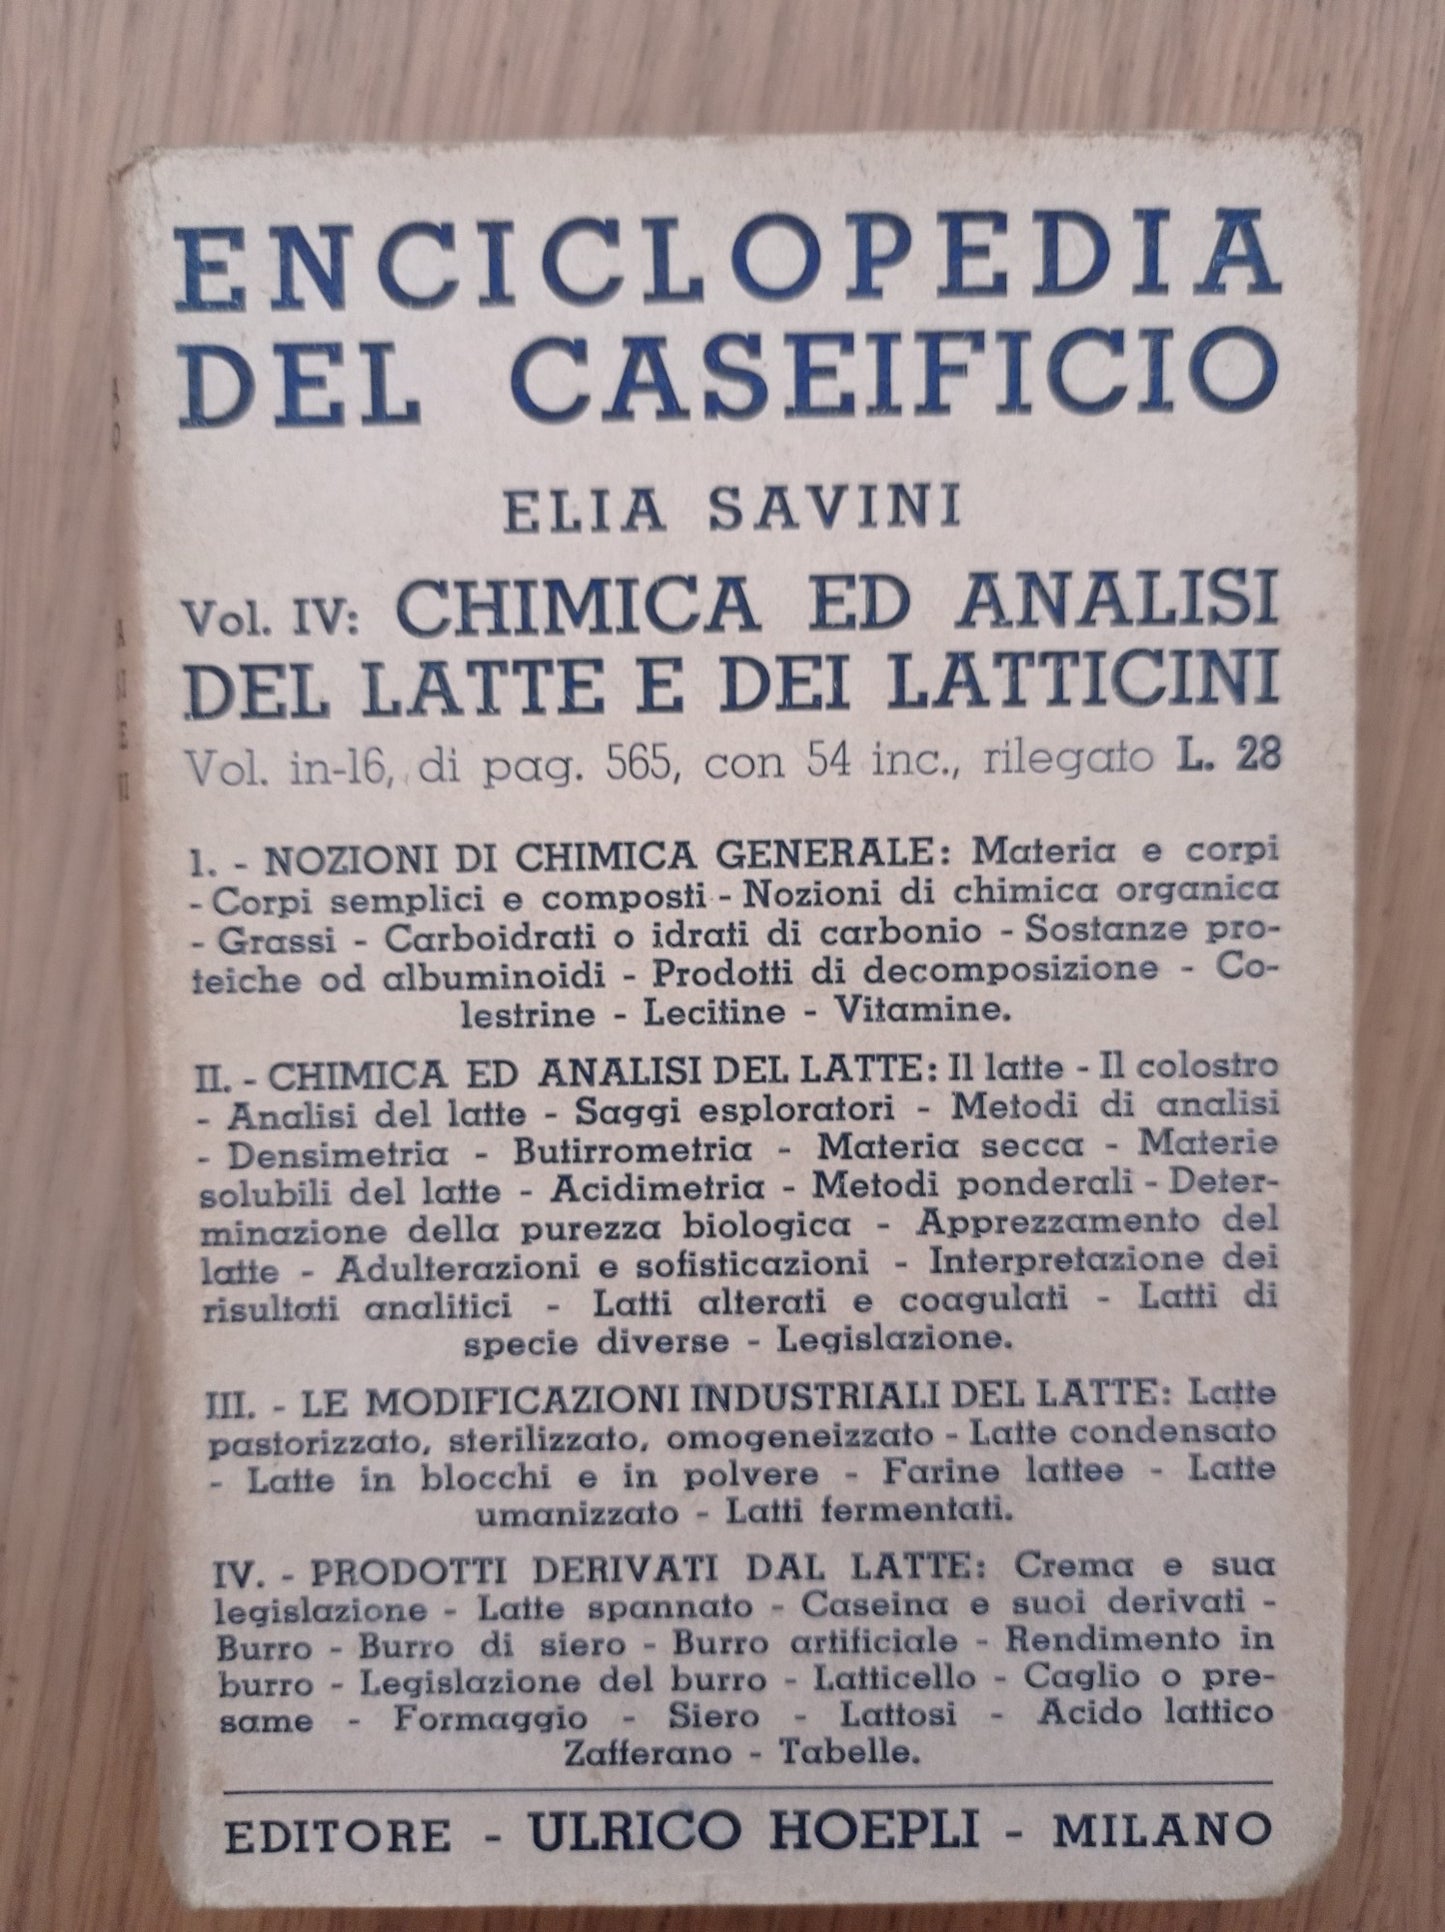 ENCICLOPEDIA
DEL CASEIFICIO
ELIA SAVINI
Vol. IV: CHIMICA ED ANALISI
DEL LATTE E DEI LATTICINI
Vol. in-16, di pag. 565, con 54 inc., rilegato L. 28
1. - NOZIONI DI CHIMICA GENERALE: Materia e corpi
- Corpi semplici e composti - Nozioni di chimica organica
- Grassi - Carboidrati o idrati di carbonio - Sostanze pro-
teiche od albuminoidi - Prodotti di decomposizione - Co-
lestrine - Lecitine - Vitamine.
II. - CHIMICA ED ANALISI DEL LATTE: Il latte - Il colostro
- Analisi del latte - Saggi esploratori - Metodi di analisi
- Densimetria - Butirrometria - Materia secca - Materie
solubili del latte - Acidimetria - Metodi ponderali - Deter-
minazione della purezza biologica - Apprezzamento del
latte - Adulterazioni e sofisticazioni - Interpretazione dei
risultati analitici - Latti alterati e coagulati - Latti di
specie diverse - Legislazione.
III. - LE MODIFICAZIONI INDUSTRIALI DEL LATTE: Latte
pastorizzato, sterilizzato, omogeneizzato - Latte condensato
- Latte in blocchi e in polvere - Farine lattee - Latte
umanizzato - Latti fermentati.
IV. - PRODOTTI DERIVATI DAL LATTE: Crema e sua
legislazione - Latte spannato - Caseina e suoi derivati -
Burro - Burro di siero - Burro artificiale - Rendimento in
burro - Legislazione del burro - Latticello - Caglio o pre-
same - Formaggio - Siero - Lattosi - Acido lattico
Zafferano - Tabelle.
EDITORE - ULRICO HOEPLI - MILANO